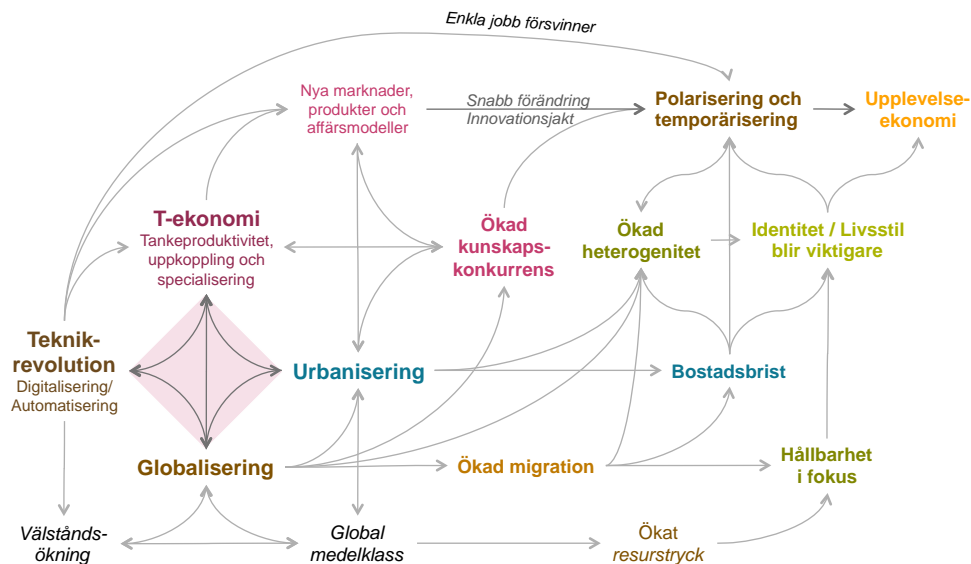 Enkla jobb försvinner
Nya marknader,
produkter och
affärsmodeller
Snabb förändring
Innovationsjakt
Polarisering och
temporärisering
Upplevelse-
ekonomi
T-ekonomi
Tankeproduktivitet,
uppkoppling och
specialisering
Ökad
kunskaps-
konkurrens
Ökad
heterogenitet
Identitet / Livsstil
blir viktigare
Teknik-
revolution
Digitalisering/
Automatisering
Urbanisering
Bostadsbrist
Globalisering
Ökad migration
Hållbarhet
i fokus
Välstånds-
ökning
Global
medelklass
Ökat
resurstryck